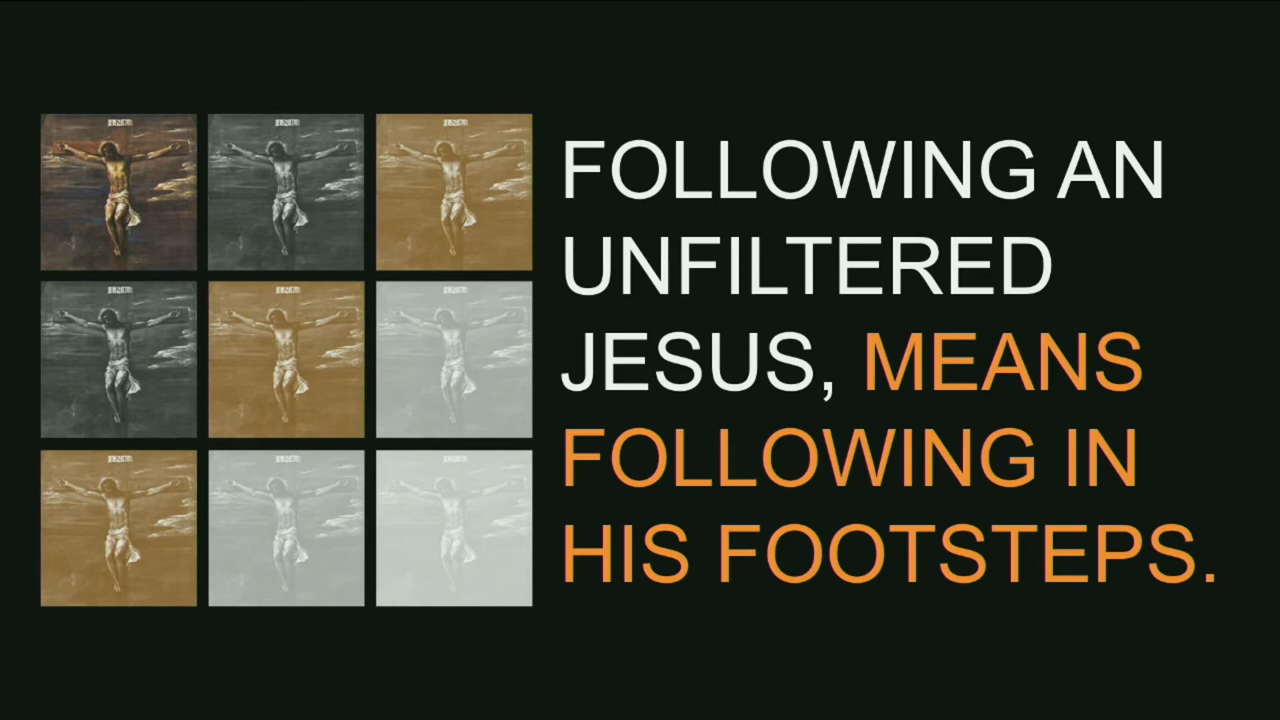 FOLLOWING AN
UNFILTERED
JESUS, MEANS
FOLLOWING IN
HIS FOOTSTEPS.